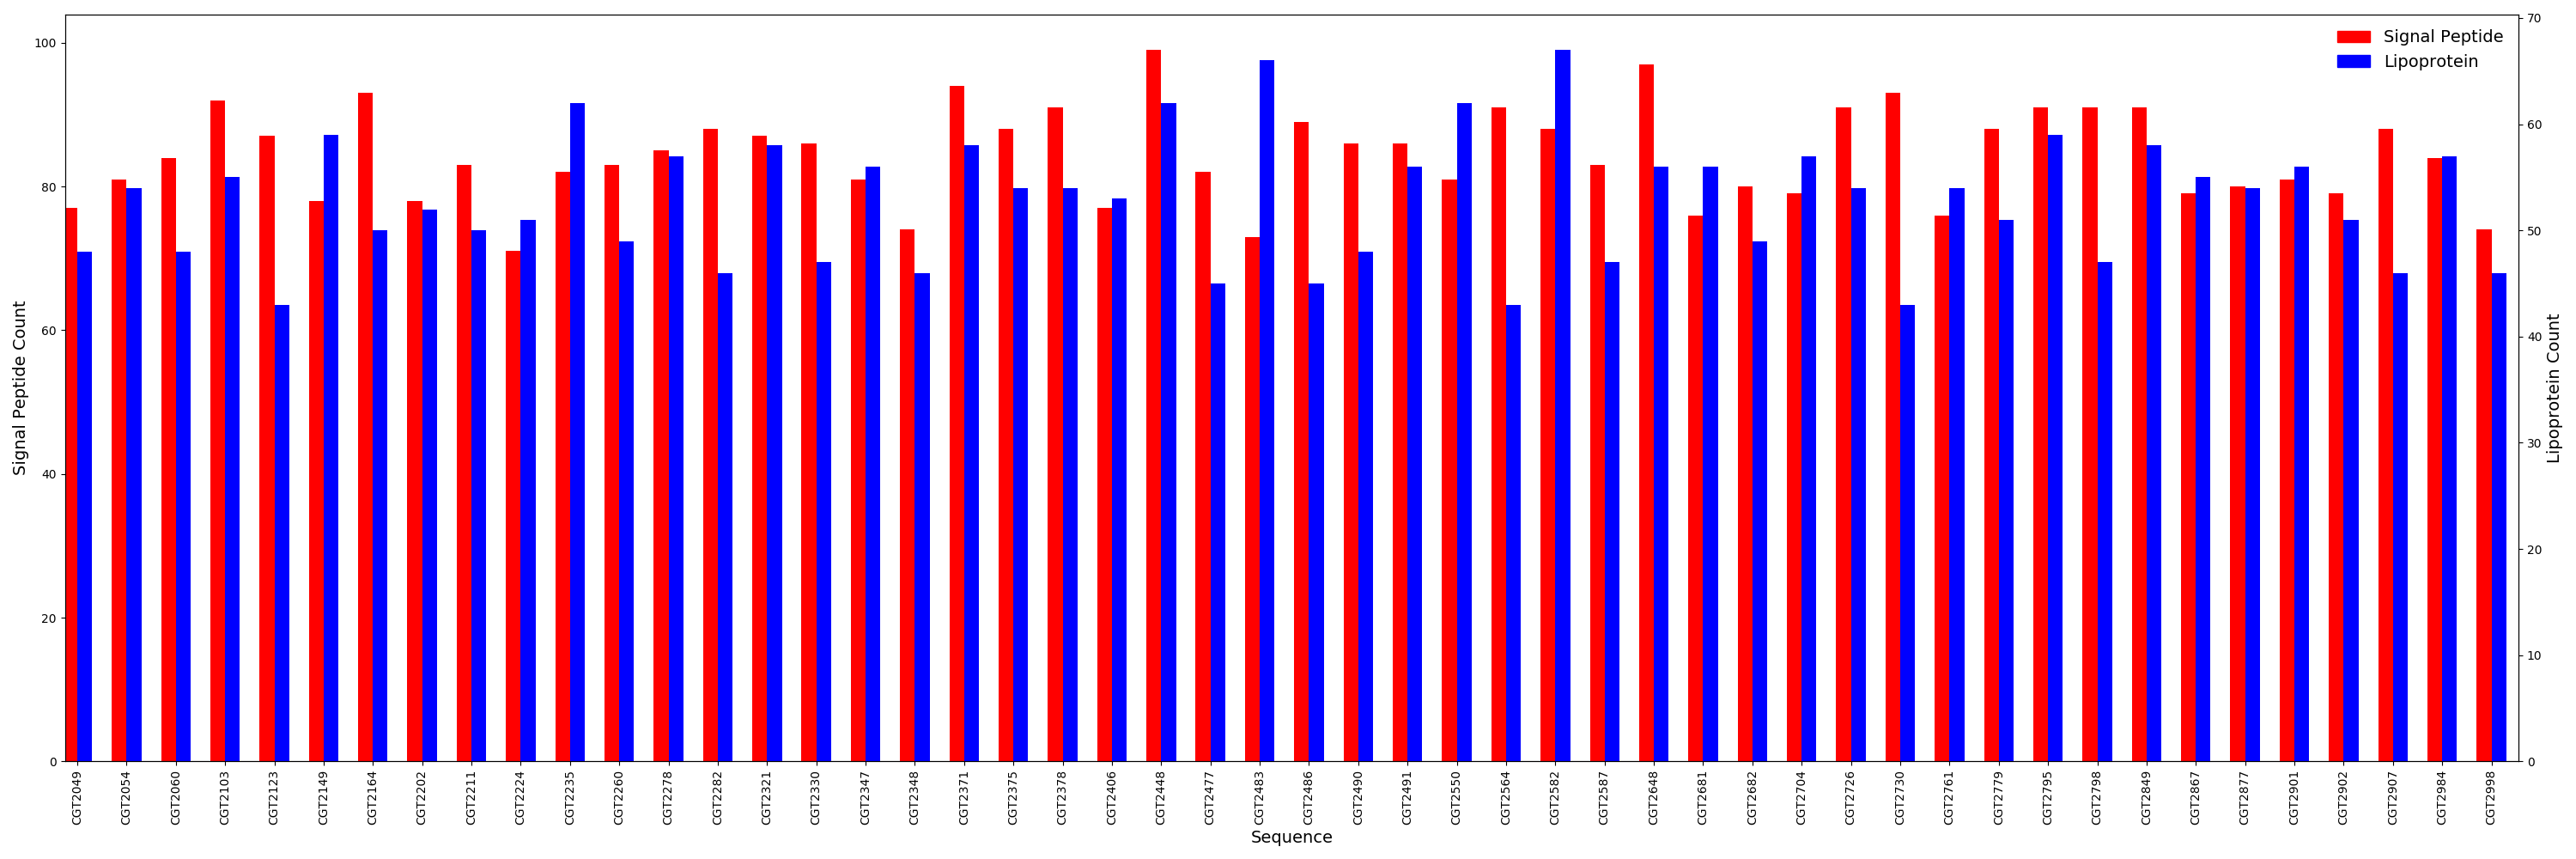 Signal Peptide
Lipoprotein
Signal Peptide Count
100
80
60
40
20
0
Lipoprotein Count
70
60
50
40
30
20
10
0
CGT2049
CGT2054
CGT2060
CGT2103
CGT2123
CGT2149
CGT2164
CGT2202
CGT2211
CGT2224
CGT2235
CGT2260
CGT2278
CGT2282
CGT2321
CGT2330
CGT2347
CGT2348
CGT2371
CGT2375
CGT2378
CGT2406
CGT2448
CGT2477
CGT2483
CGT2486
CGT2490
CGT2491
CGT2550
CGT2564
CGT2582
CGT2587
CGT2648
CGT2681
CGT2682
CGT2704
CGT2726
CGT2730
CGT2761
CGT2779
CGT2795
CGT2798
CGT2849
CGT2867
CGT2877
CGT2901
CGT2902
CGT2907
CGT2984
CGT2998
Sequence